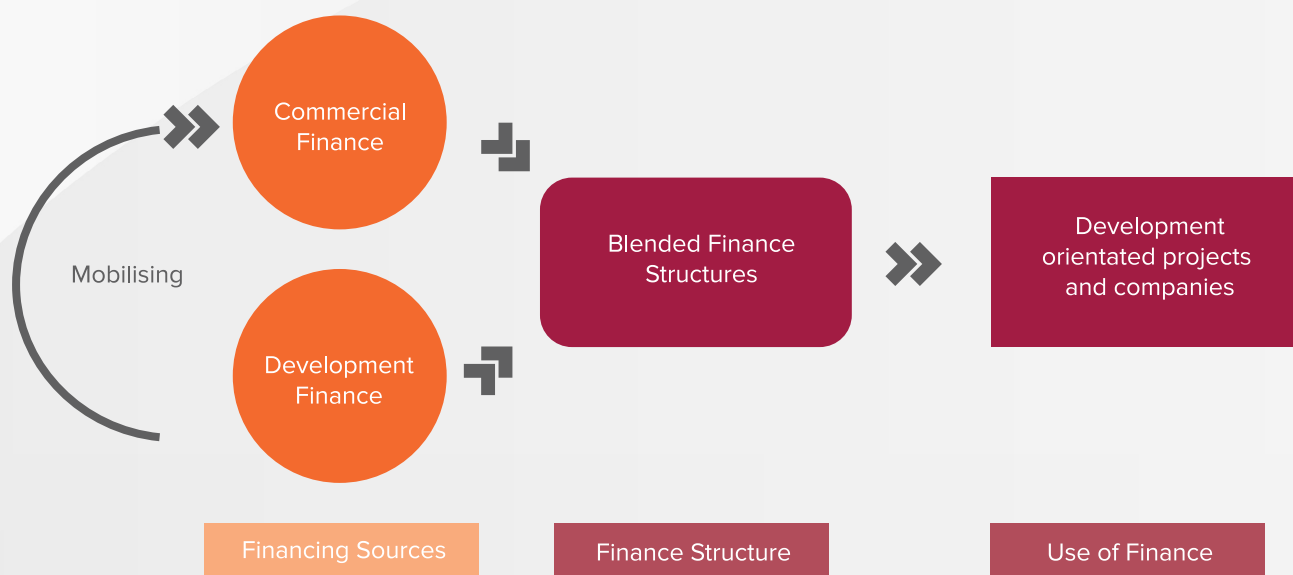 Commercial
Finance
Mobilising
Blended Finance
Structures
Development
orientated projects
and companies
Development
Finance
Financing Sources
Finance Structure
Use of Finance